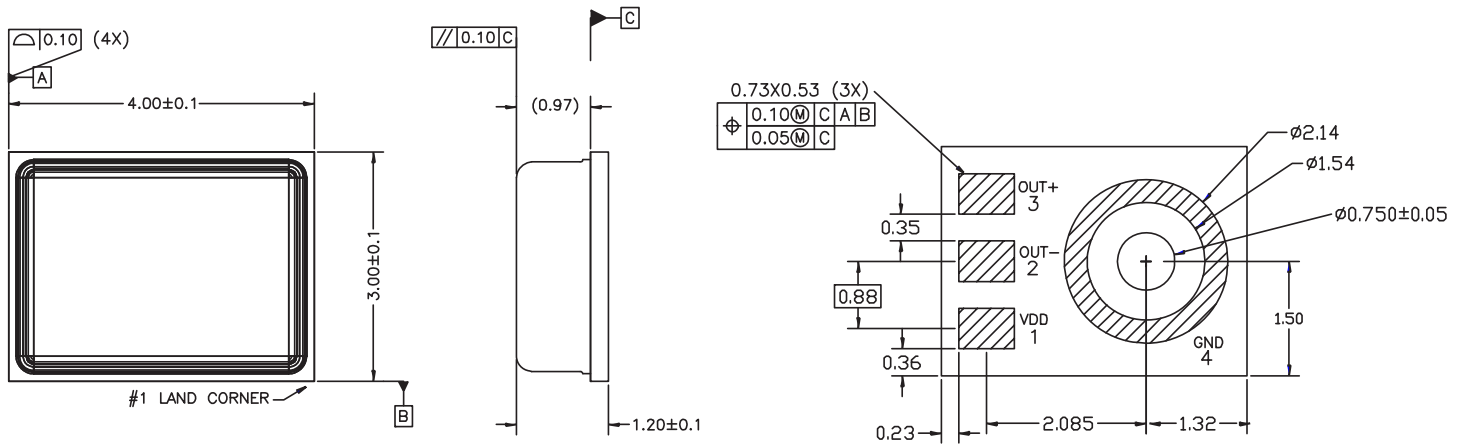 ⌓ 0.10 (4X)
A
4.00±0.1
3.00±0.1
#1 LAND CORNER
B
// 0.10 C
C
(0.97)
1.20±0.1
0.73X0.53 (3X)
⌖ 0.10Ⓜ C A B
0.05Ⓜ C
OUT+
3
0.35
OUT-
2
0.88
VDD
1
0.36
0.23
2.085
1.32
GND
4
1.50
ø2.14
ø1.54
ø0.750±0.05